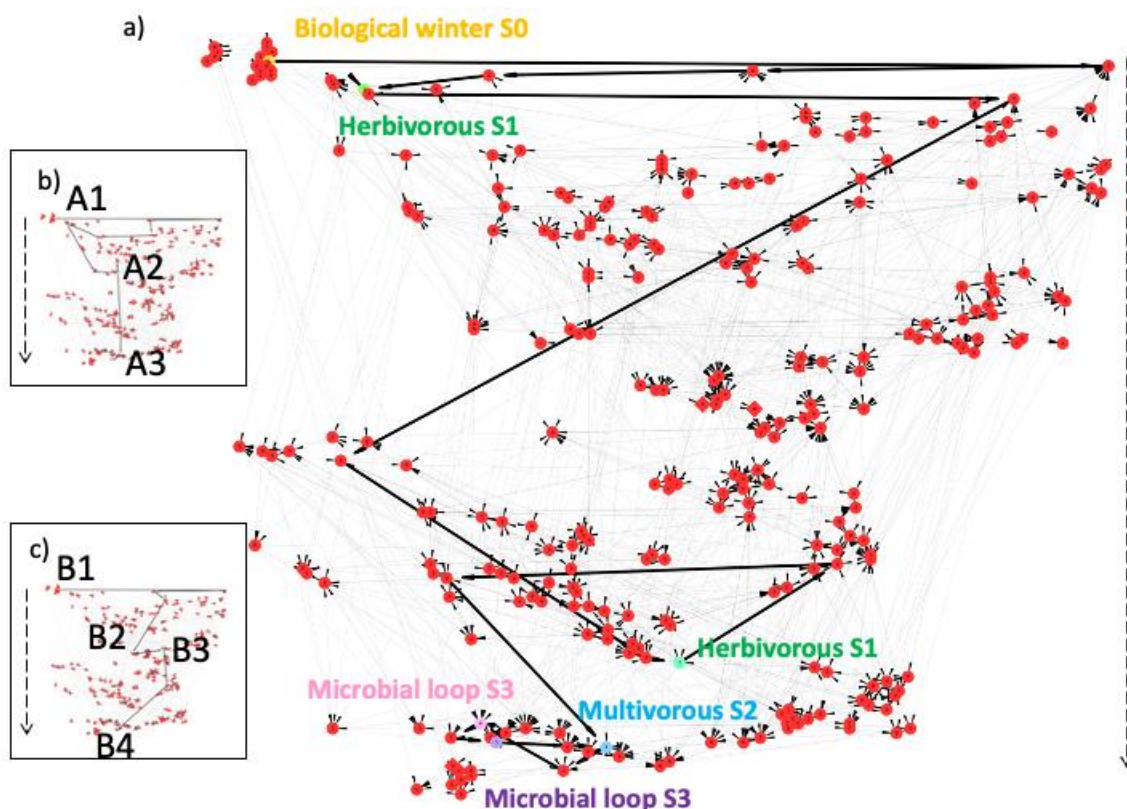 a)
Biological winter S0
Herbivorous S1
b)
A1
A2
A3
c)
B1
B2
B3
B4
Herbivorous S1
Microbial loop S3
Multivorous S2
Microbial loop S3